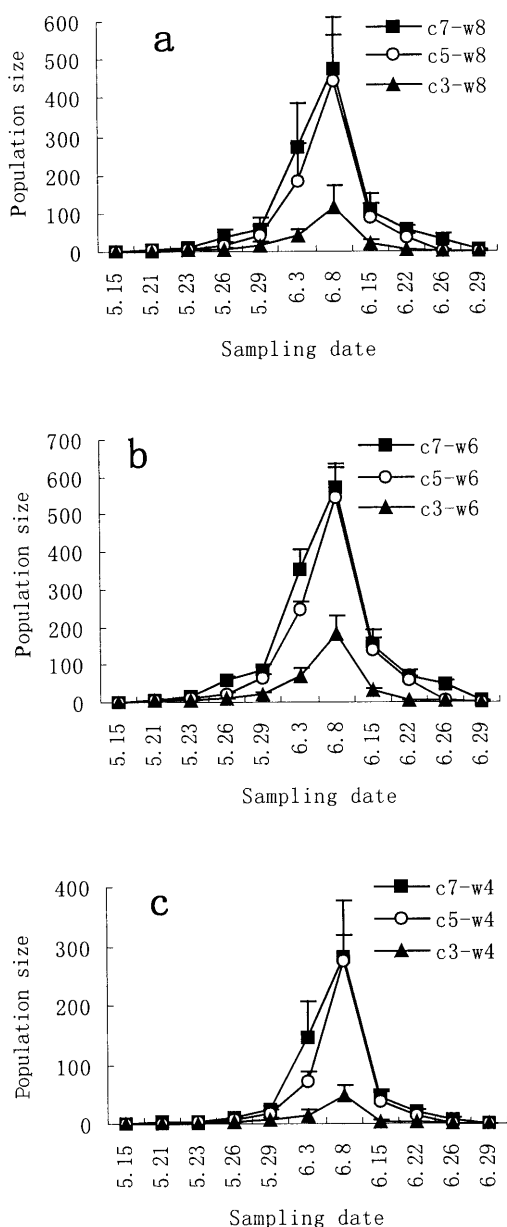 a
c7-w8
c5-w8
c3-w8
Population size
600
500
400
300
200
100
0
5.15 5.21 5.23 5.26 5.29 6.3 6.8 6.15 6.22 6.26 6.29
Sampling date
b
c7-w6
c5-w6
c3-w6
Population size
700
600
500
400
300
200
100
0
5.15 5.21 5.23 5.26 5.29 6.3 6.8 6.15 6.22 6.26 6.29
Sampling date
c
c7-w4
c5-w4
c3-w4
Population size
400
300
200
100
0
5.15 5.21 5.23 5.26 5.29 6.3 6.8 6.15 6.22 6.26 6.29
Sampling date